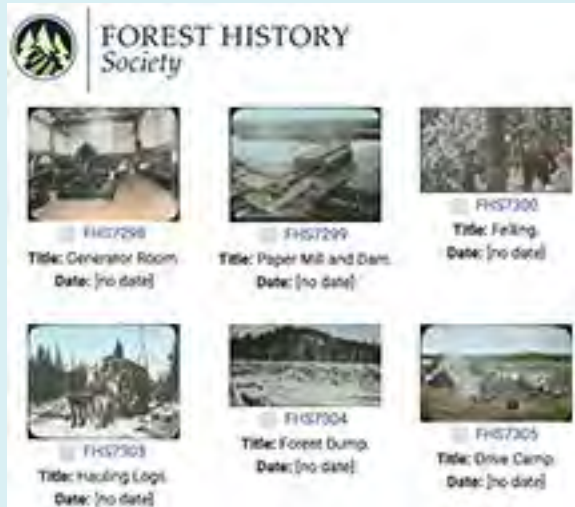 FOREST HISTORY
Society
FHS7298
Title: Generator Room
Date: [no date]
FHS7299
Title: Paper Mill and Dam.
Date: [no date]
FHS7300
Title: Felling.
Date: [no date]
FHS7303
Title: Hauling Logs.
Date: [no date]
FHS7304
Title: Forest Dump.
Date: [no date]
FHS7305
Title: Drive Camp.
Date: [no date]